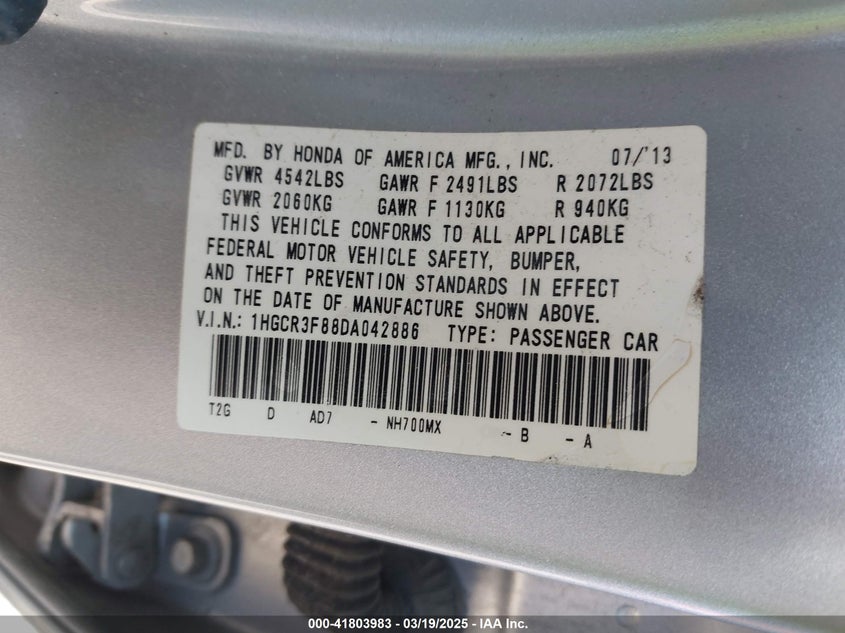 MFD. BY HONDA OF AMERICA MFG., INC. 07/'13
GVWR 4542LBS GAWR F 2491LBS R 2072LBS
GVWR 2060KG GAWR F 1130KG R 940KG
THIS VEHICLE CONFORMS TO ALL APPLICABLE
FEDERAL MOTOR VEHICLE SAFETY, BUMPER,
AND THEFT PREVENTION STANDARDS IN EFFECT
ON THE DATE OF MANUFACTURE SHOWN ABOVE.
V.I.N.: 1HGCR3F88DA042886 TYPE: PASSENGER CAR
T2G D AD7 - NH700MX - B - A
000-41803983 - 03/19/2025 - IAA Inc.